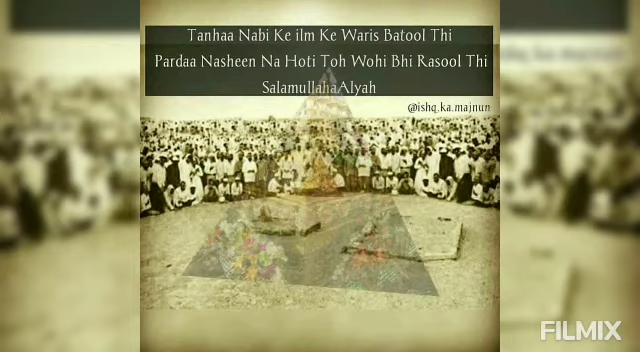 Tanhaa Nabi Ke ilm Ke Waris Batool Thi
Pardaa Nasheen Na Hoti Toh Wohi Bhi Rasool Thi
SalamullahaAlyah
@ishq.ka.majnun
FILMIX